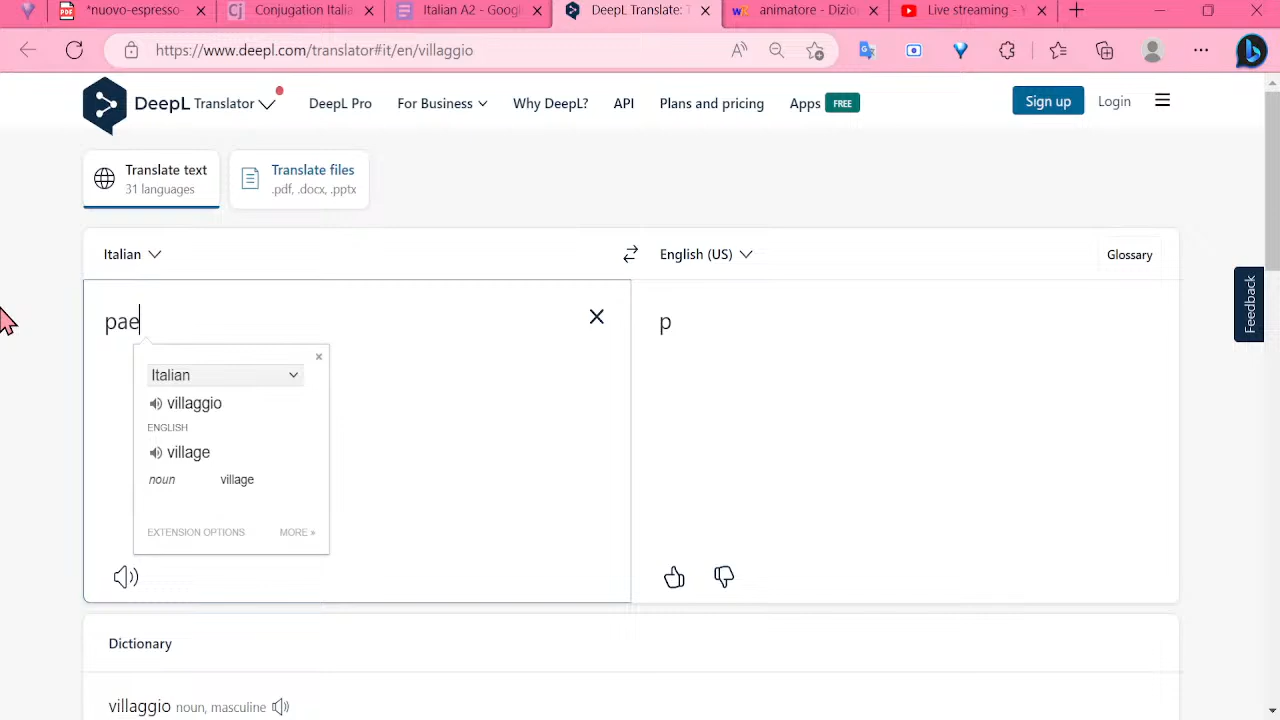 *nuovo-espresso-
Conjugation Italia
Italian A2 - Googl
DeepL Translate: T
animatore - Dizio
Live streaming - Y
https://www.deepl.com/translator#it/en/villaggio
DeepL Translator
DeepL Pro
For Business
Why DeepL?
API
Plans and pricing
Apps FREE
Sign up
Login
Translate text
31 languages
Translate files
.pdf, .docx, .pptx
Italian
English (US)
Glossary
pae
p
Feedback
Italian
villaggio
ENGLISH
village
noun village
EXTENSION OPTIONS MORE »
Dictionary
villaggio noun, masculine